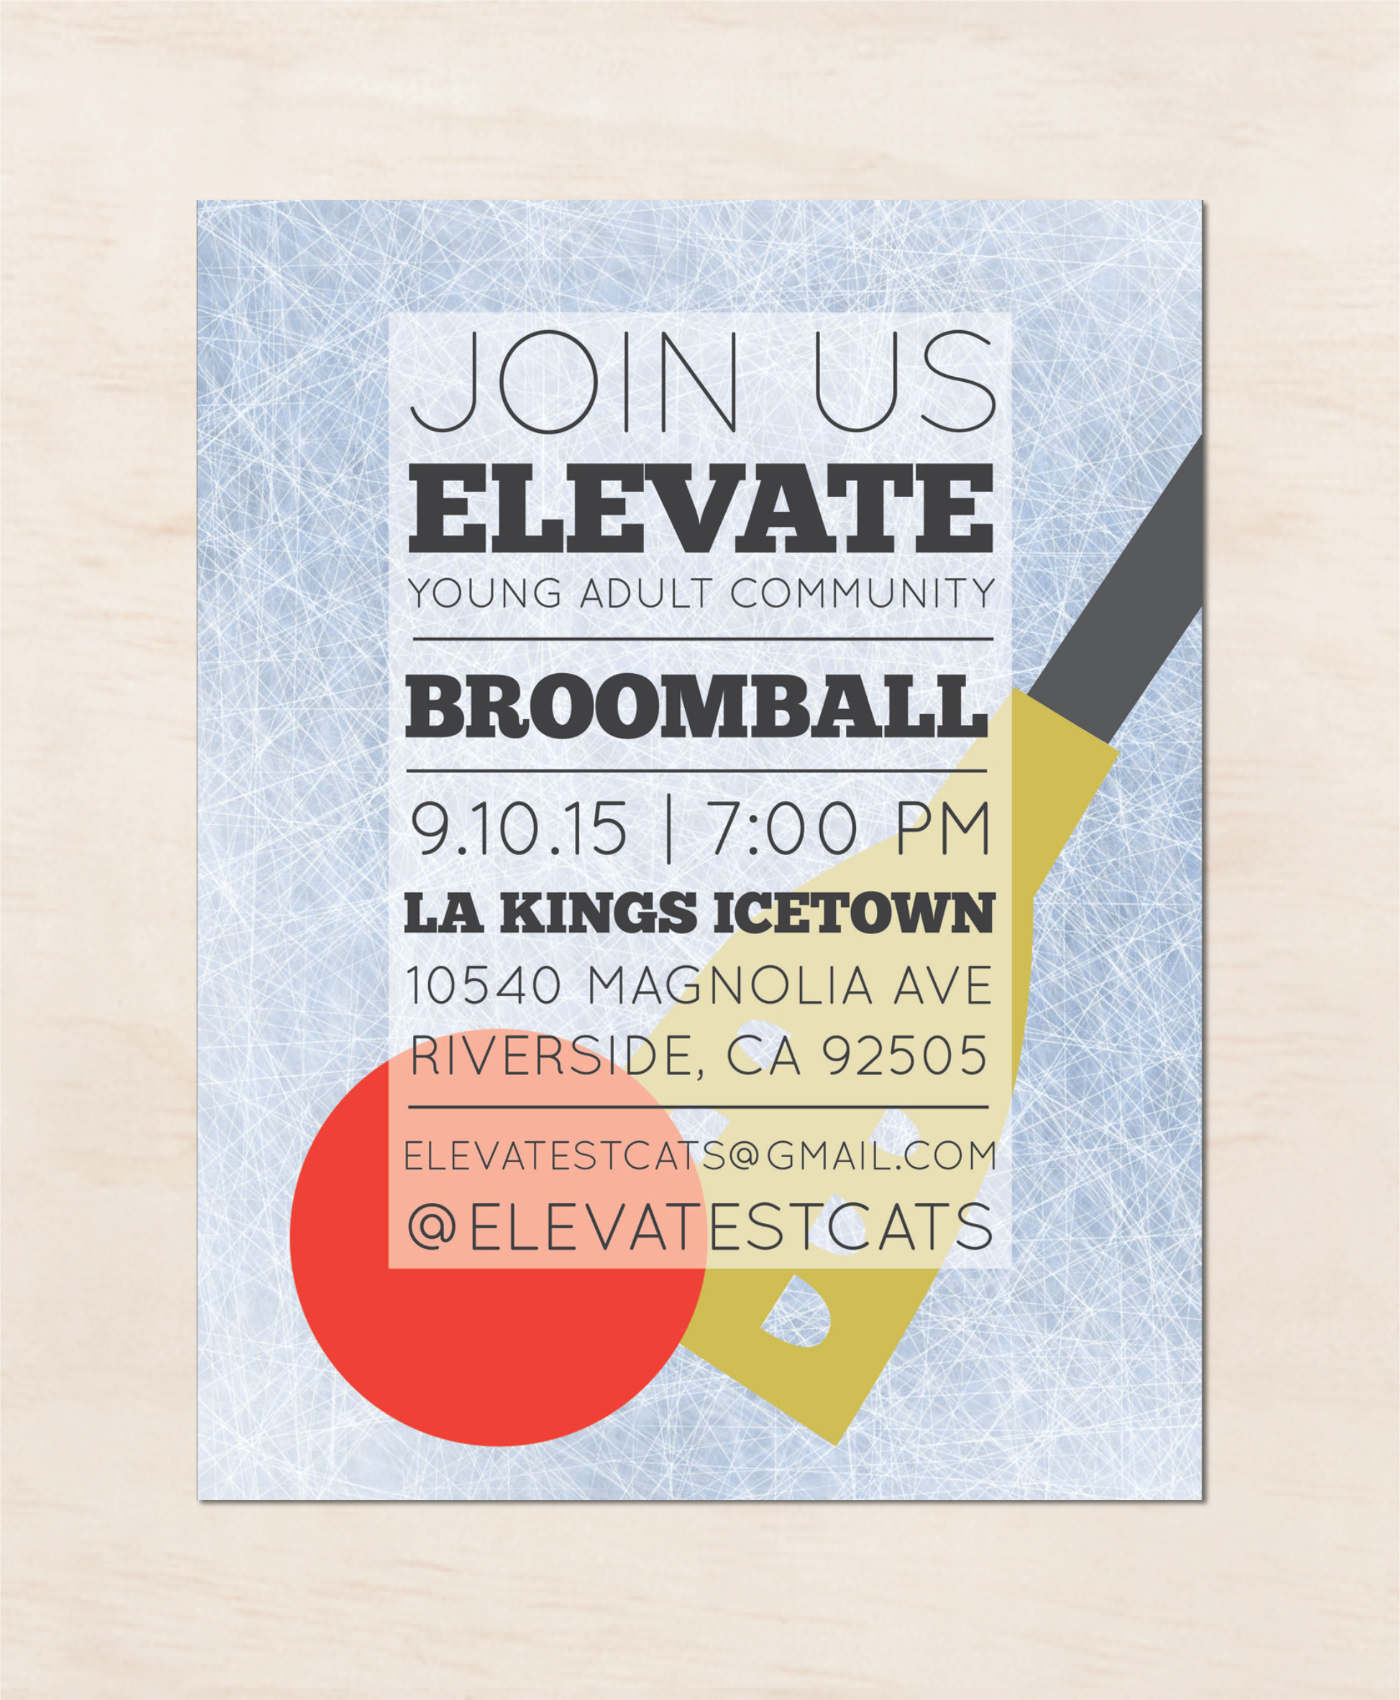 JOIN US
ELEVATE
YOUNG ADULT COMMUNITY
BROOMBALL
9.10.15 | 7:00 PM
LA KINGS ICETOWN
10540 MAGNOLIA AVE
RIVERSIDE, CA 92505
ELEVATESTCATS@GMAIL.COM
@ELEVATESTCATS